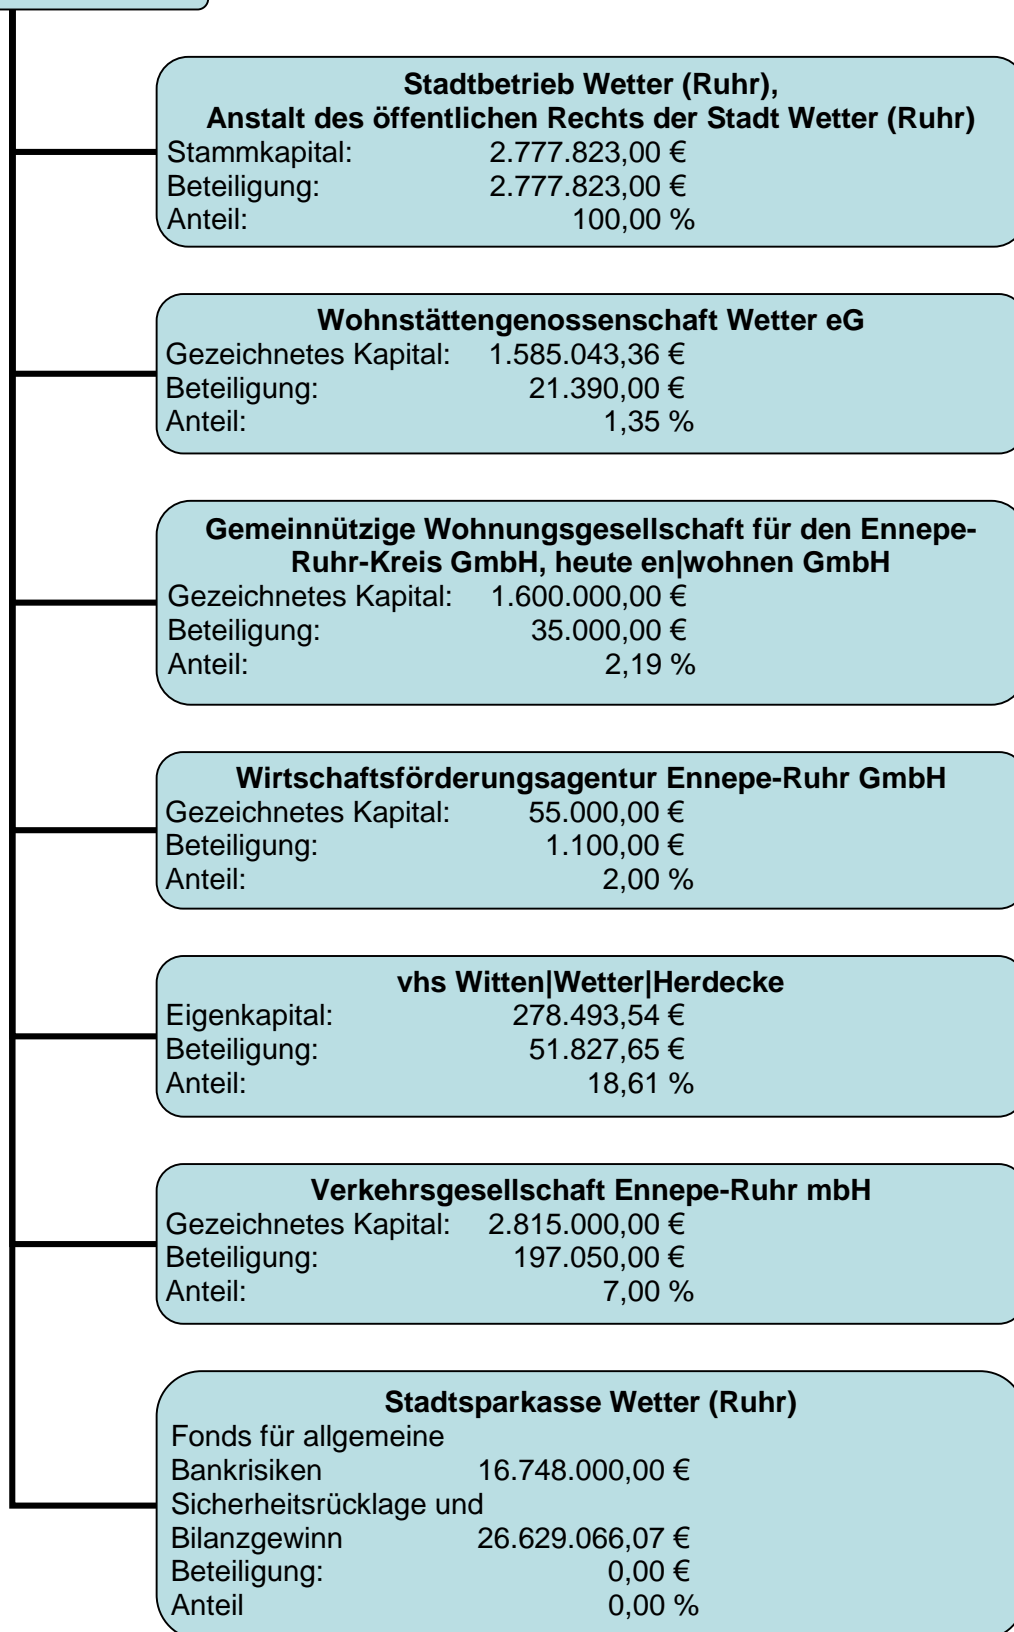 Stadtbetrieb Wetter (Ruhr),
Anstalt des öffentlichen Rechts der Stadt Wetter (Ruhr)
Stammkapital: 2.777.823,00 €
Beteiligung: 2.777.823,00 €
Anteil: 100,00 %
Wohnstättengenossenschaft Wetter eG
Gezeichnetes Kapital: 1.585.043,36 €
Beteiligung: 21.390,00 €
Anteil: 1,35 %
Gemeinnützige Wohnungsgesellschaft für den Ennepe-
Ruhr-Kreis GmbH, heute en|wohnen GmbH
Gezeichnetes Kapital: 1.600.000,00 €
Beteiligung: 35.000,00 €
Anteil: 2,19 %
Wirtschaftsförderungsagentur Ennepe-Ruhr GmbH
Gezeichnetes Kapital: 55.000,00 €
Beteiligung: 1.100,00 €
Anteil: 2,00 %
vhs Witten|Wetter|Herdecke
Eigenkapital: 278.493,54 €
Beteiligung: 51.827,65 €
Anteil: 18,61 %
Verkehrsgesellschaft Ennepe-Ruhr mbH
Gezeichnetes Kapital: 2.815.000,00 €
Beteiligung: 197.050,00 €
Anteil: 7,00 %
Stadtsparkasse Wetter (Ruhr)
Fonds für allgemeine
Bankrisiken 16.748.000,00 €
Sicherheitsrücklage und
Bilanzgewinn 26.629.066,07 €
Beteiligung: 0,00 €
Anteil 0,00 %